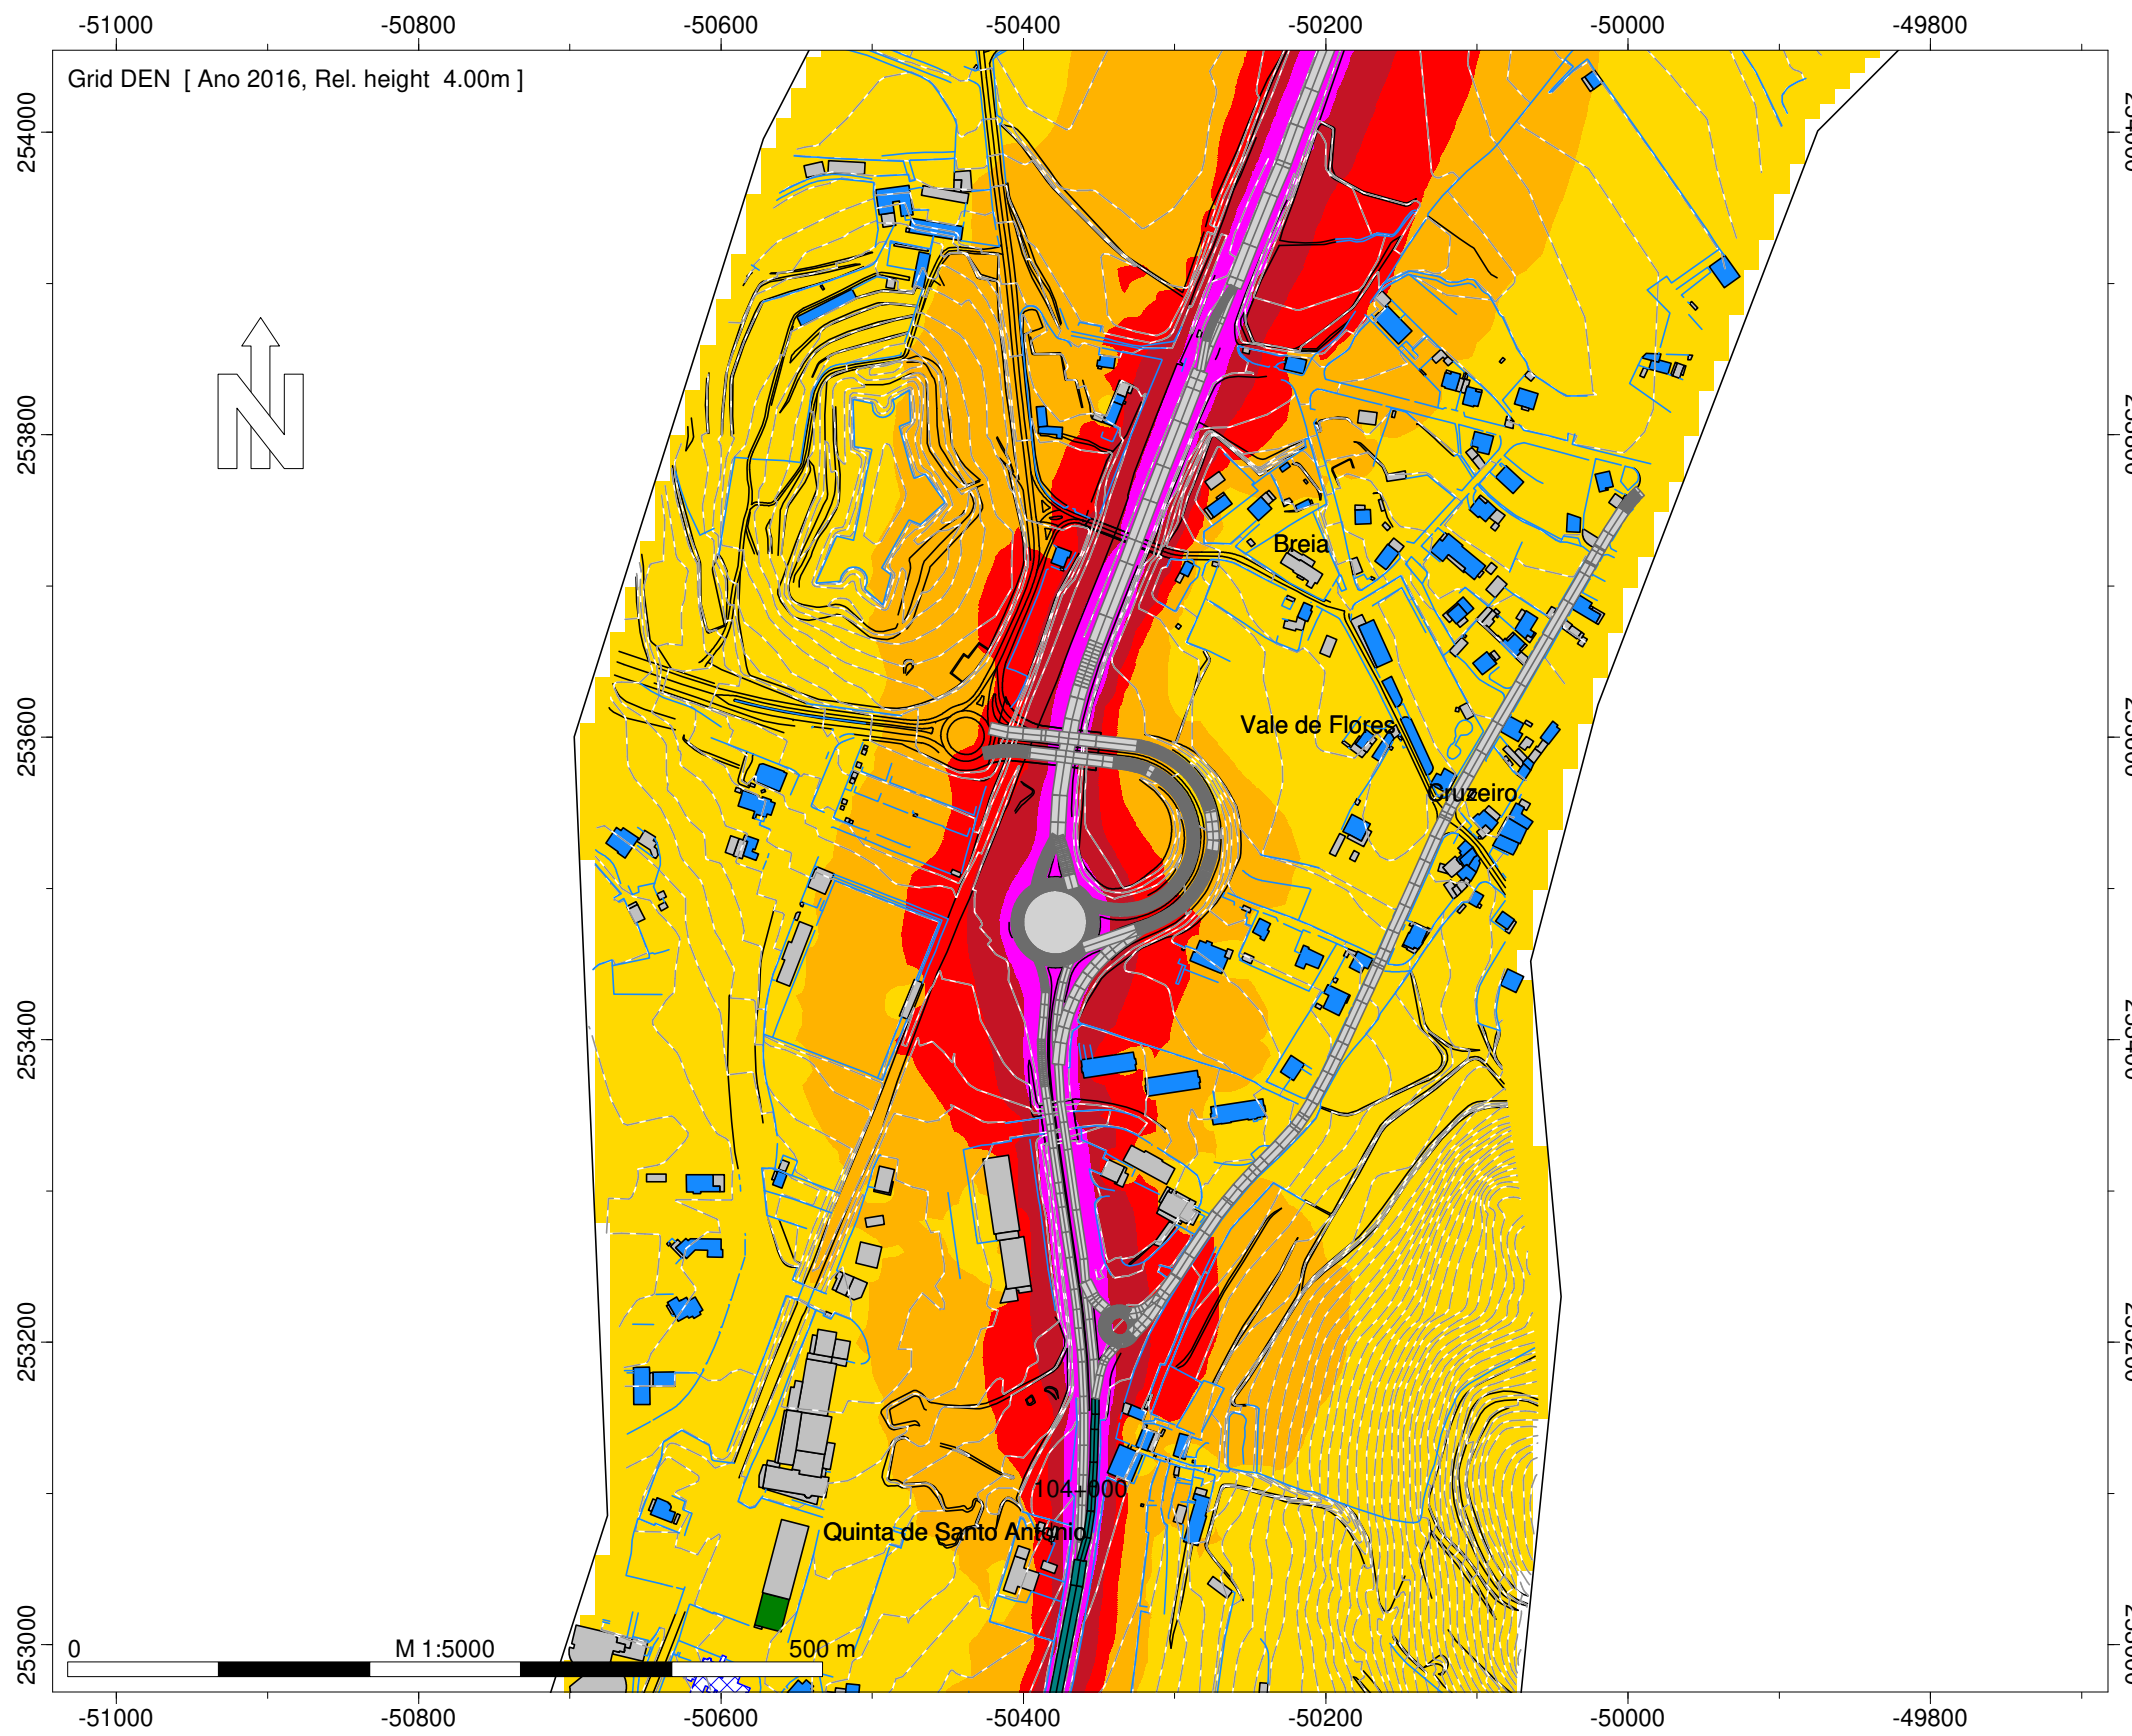 -51000 -50800 -50600 -50400 -50200 -50000 -49800
Grid DEN [ Ano 2016, Rel. height 4.00m ]
254000
253800
N
Breia
253600
Vale de Flores
Cruzeiro
253400
253200
104+000
Quinta de Santo António
253000
0 M 1:5000 500 m
-51000 -50800 -50600 -50400 -50200 -50000 -49800